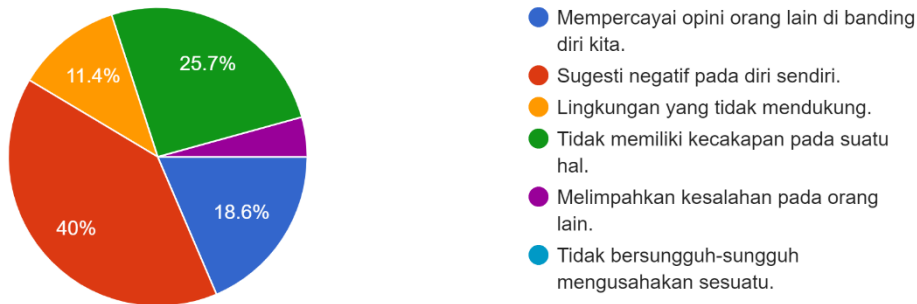 11.4%
25.7%
40%
18.6%
Mempercayai opini orang lain di banding
diri kita.
Sugesti negatif pada diri sendiri.
Lingkungan yang tidak mendukung.
Tidak memiliki kecakapan pada suatu
hal.
Melimpahkan kesalahan pada orang
lain.
Tidak bersungguh-sungguh
mengusahakan sesuatu.